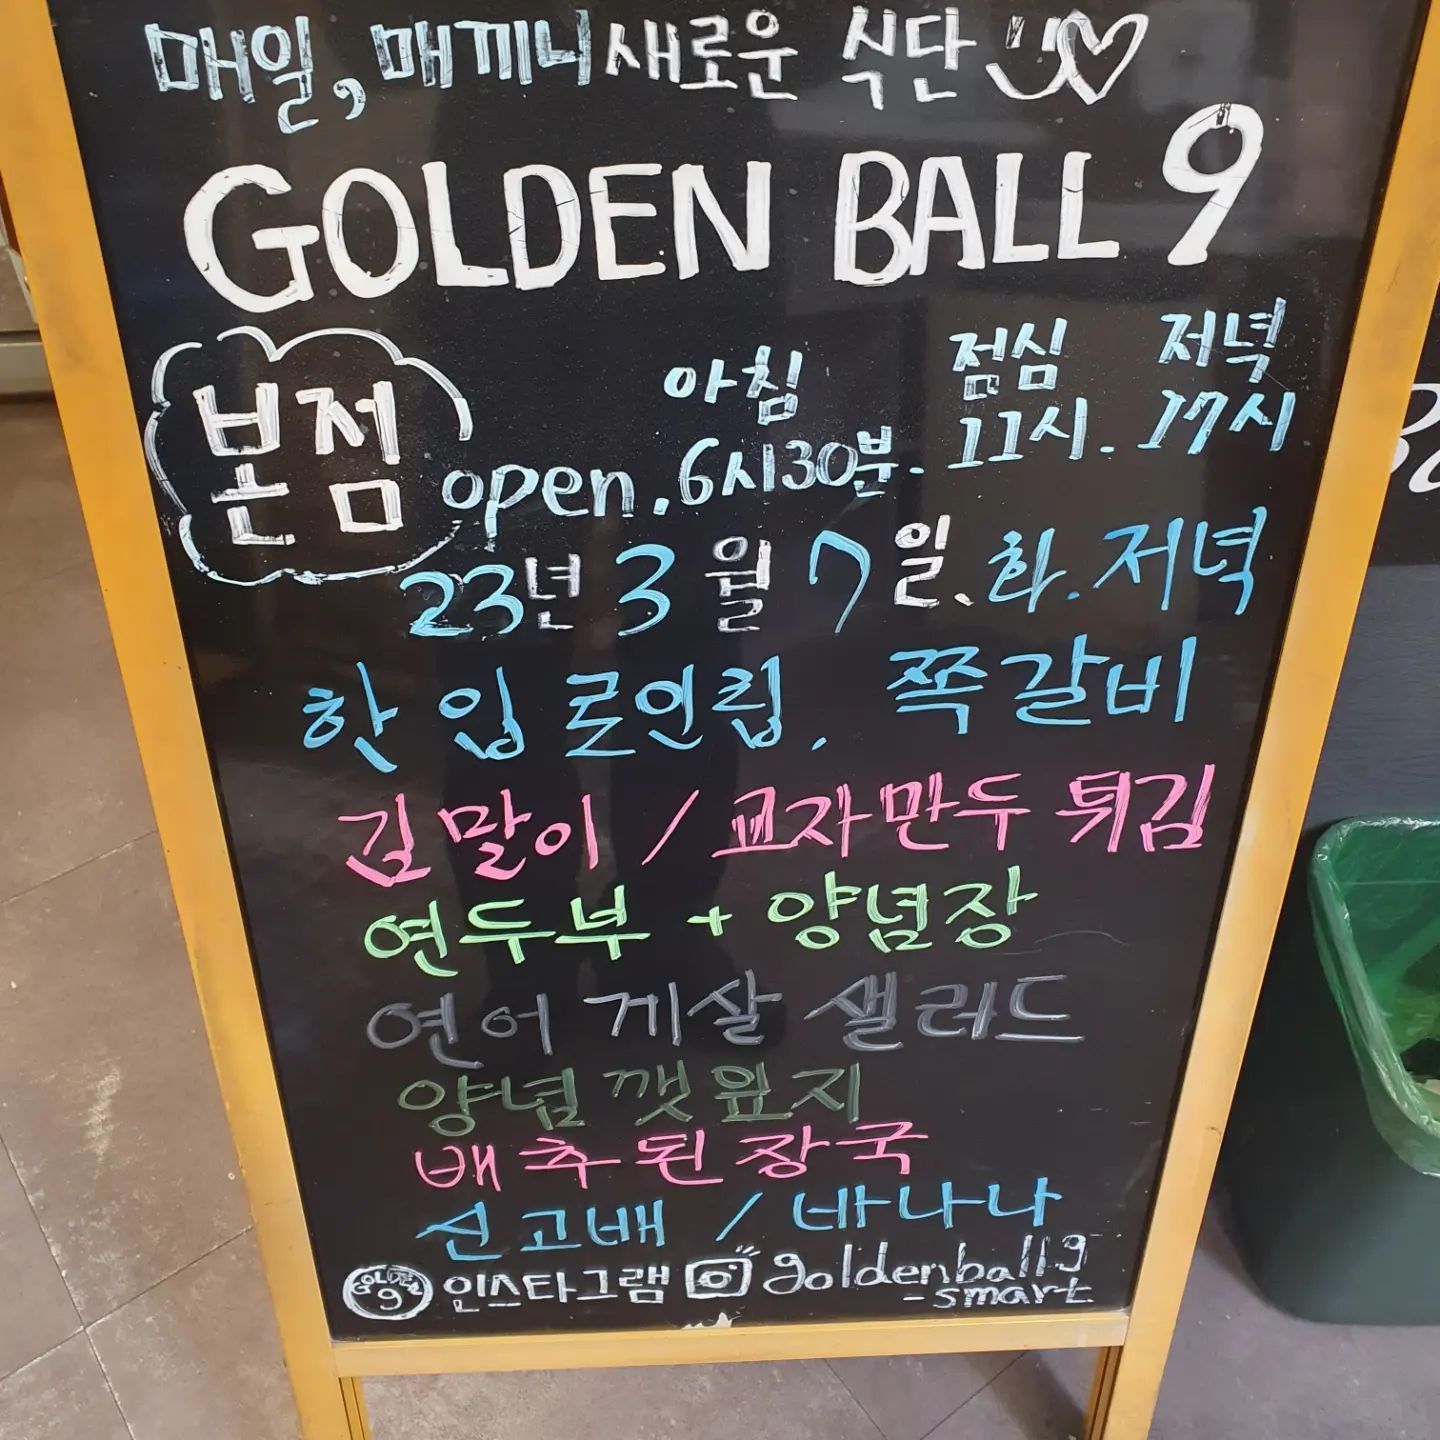 매일, 매끼니 새로운 식단
GOLDEN BALL 9
본점
아침 점심 저녁
open. 6시30분. 11시. 17시
23년 3월 7일. 화. 저녁
한입 로인립, 쪽갈비
김말이 / 교자만두 튀김
연두부 + 양념장
연어 게살 샐러드
양념 깻잎지
배추된장국
신고배 / 바나나
GOLDEN 9 인스타그램 goldenball9
-smart